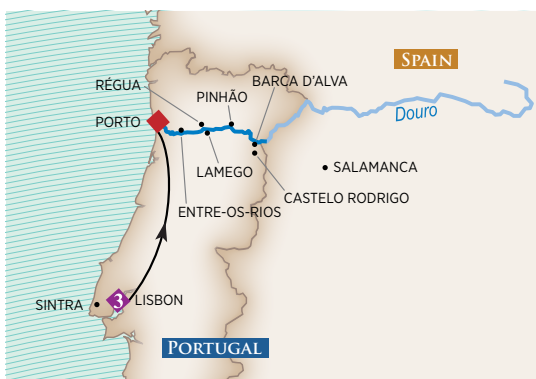 SPAIN
BARCA D'ALVA
RÉGUA
PINHÃO
Douro
PORTO
SALAMANCA
LAMEGO
CASTELO RODRIGO
ENTRE-OS-RIOS
3
LISBON
SINTRA
PORTUGAL